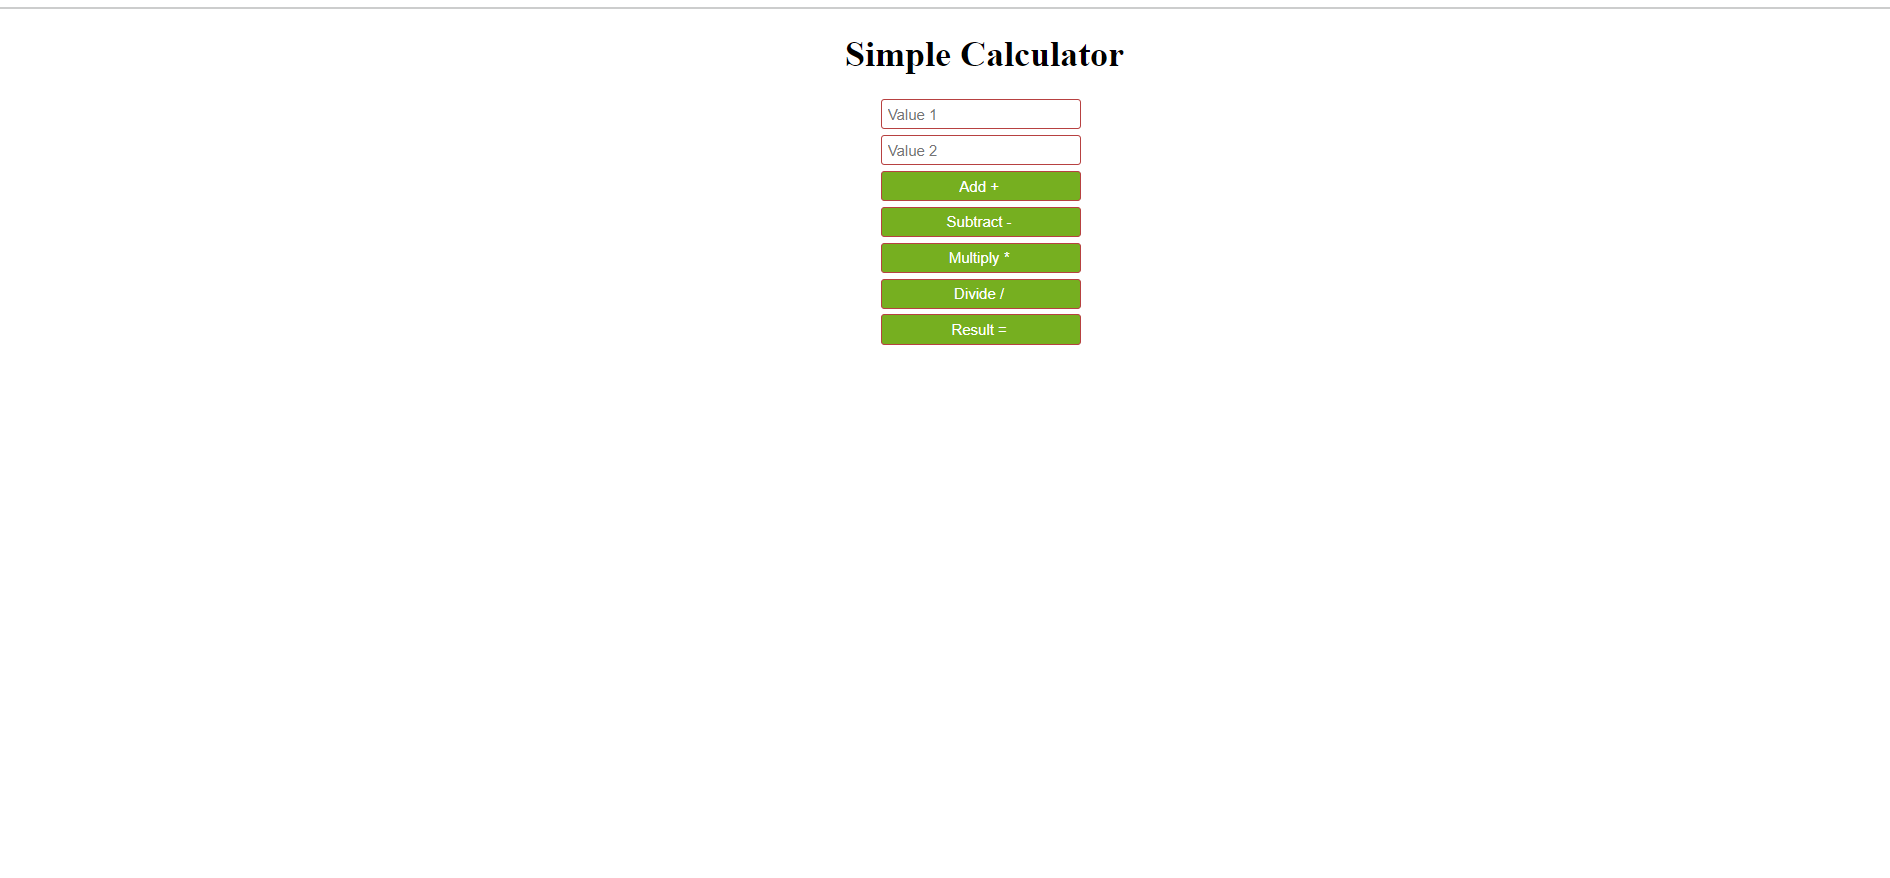 Simple Calculator
Value 1
Value 2
Add +
Subtract -
Multiply *
Divide /
Result =